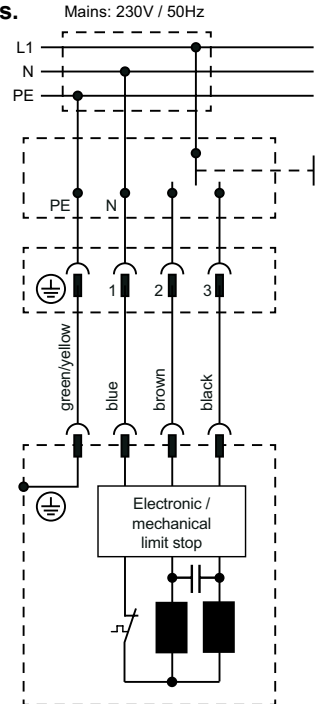 s.
Mains: 230V / 50Hz
L1
N
PE
PE
N
1
2
3
green/yellow
blue
brown
black
Electronic /
mechanical
limit stop